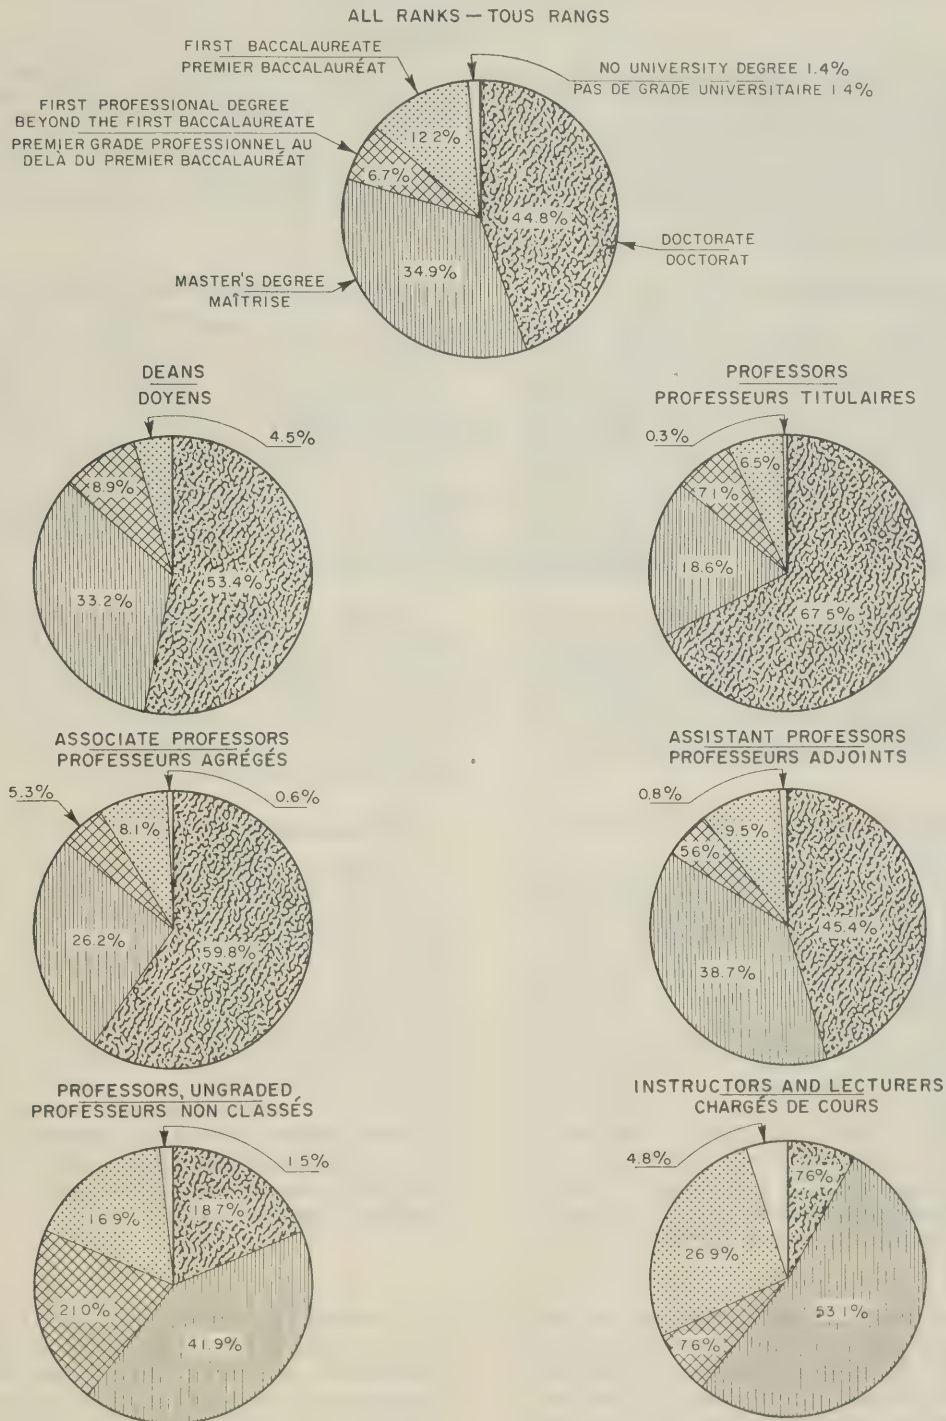 ALL RANKS — TOUS RANGS
FIRST BACCALAUREATE
PREMIER BACCALAURÉAT
NO UNIVERSITY DEGREE 1.4%
PAS DE GRADE UNIVERSITAIRE 1 4%
FIRST PROFESSIONAL DEGREE
BEYOND THE FIRST BACCALAUREATE
PREMIER GRADE PROFESSIONNEL AU
DELÀ DU PREMIER BACCALAURÉAT
12.2%
6.7%
44.8%
34.9%
DOCTORATE
DOCTORAT
MASTER'S DEGREE
MAÎTRISE
DEANS
DOYENS
4.5%
8.9%
53.4%
33.2%
PROFESSORS
PROFESSEURS TITULAIRES
0.3%
6.5%
7 1%
18.6%
67 5%
ASSOCIATE PROFESSORS
PROFESSEURS AGRÉGÉS
5.3%
0.6%
8.1%
26.2%
59.8%
ASSISTANT PROFESSORS
PROFESSEURS ADJOINTS
0.8%
9.5%
5 6%
45.4%
38.7%
PROFESSORS, UNGRADED
PROFESSEURS NON CLASSÉS
1 5%
18 7%
16 9%
21 0%
41.9%
INSTRUCTORS AND LECTURERS
CHARGÉS DE COURS
4.8%
7 6%
26.9%
53.1%
7 6%